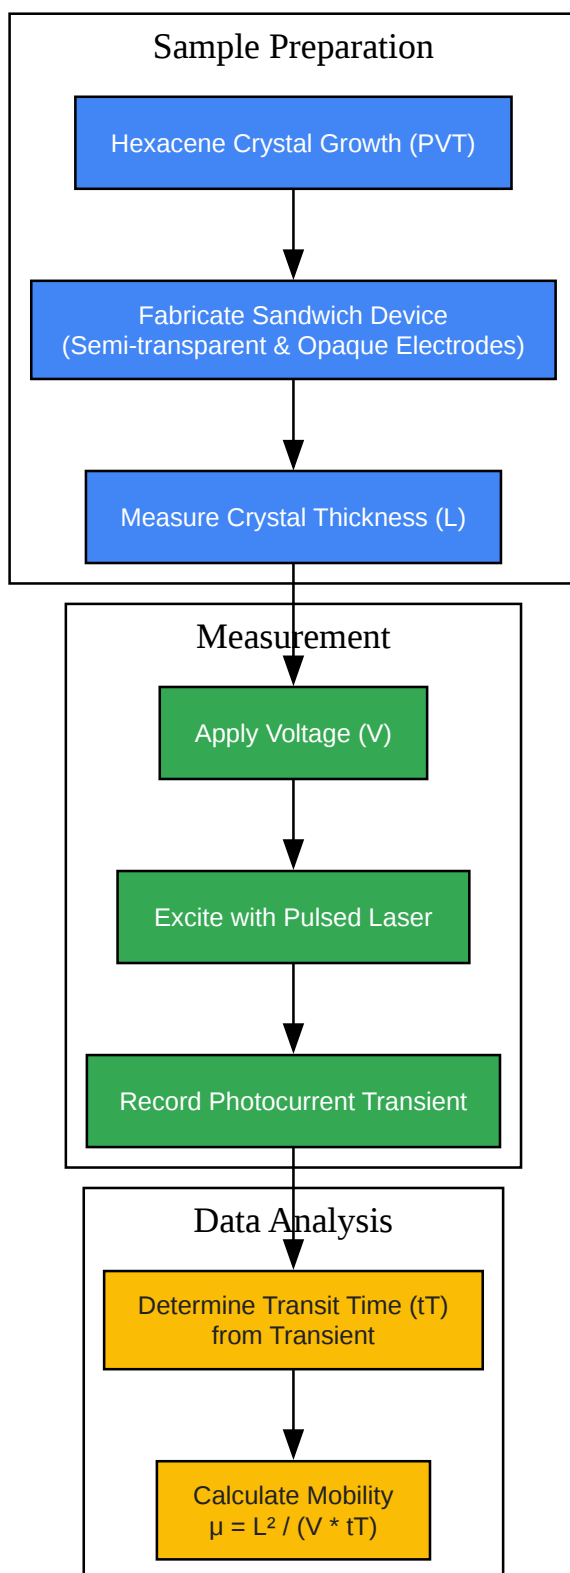 Sample Preparation
Hexacene Crystal Growth (PVT)
Fabricate Sandwich Device
(Semi-transparent & Opaque Electrodes)
Measure Crystal Thickness (L)
Measurement
Apply Voltage (V)
Excite with Pulsed Laser
Record Photocurrent Transient
Data Analysis
Determine Transit Time (tT)
from Transient
Calculate Mobility
μ = L² / (V * tT)